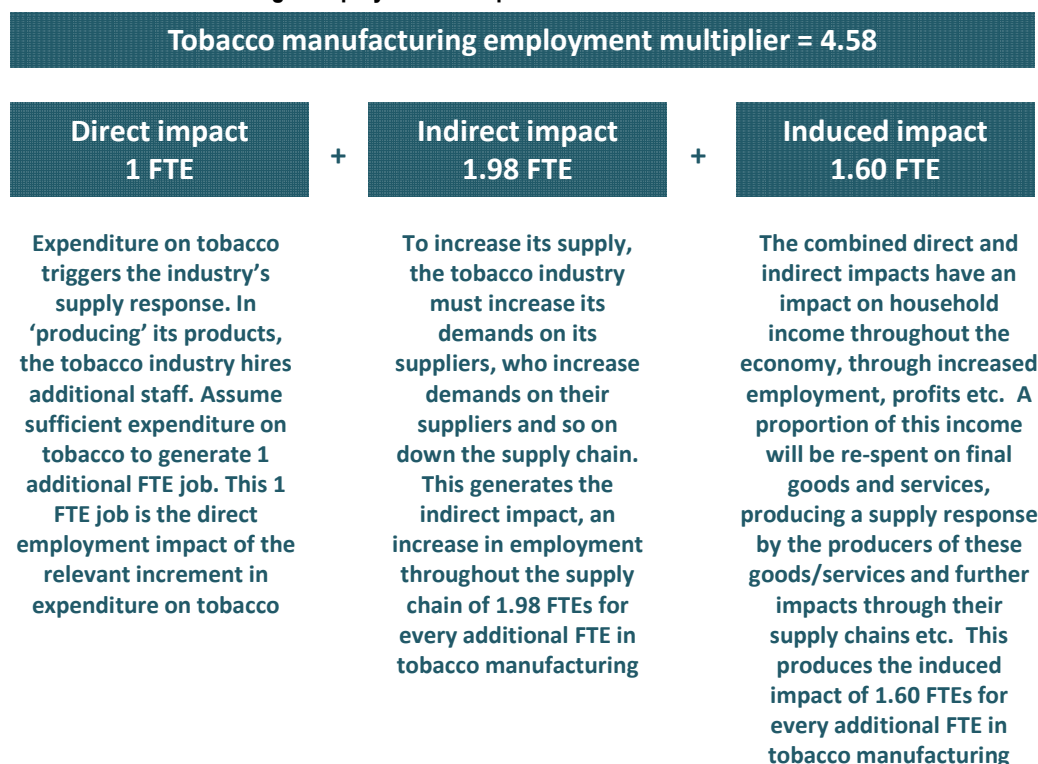 Tobacco manufacturing employment multiplier = 4.58
Direct impact
1 FTE
+
Indirect impact
1.98 FTE
+
Induced impact
1.60 FTE
Expenditure on tobacco
triggers the industry’s
supply response. In
‘producing’ its products,
the tobacco industry hires
additional staff. Assume
sufficient expenditure on
tobacco to generate 1
additional FTE job. This 1
FTE job is the direct
employment impact of the
relevant increment in
expenditure on tobacco
To increase its supply,
the tobacco industry
must increase its
demands on its
suppliers, who increase
demands on their
suppliers and so on
down the supply chain.
This generates the
indirect impact, an
increase in employment
throughout the supply
chain of 1.98 FTEs for
every additional FTE in
tobacco manufacturing
The combined direct and
indirect impacts have an
impact on household
income throughout the
economy, through increased
employment, profits etc. A
proportion of this income
will be re-spent on final
goods and services,
producing a supply response
by the producers of these
goods/services and further
impacts through their
supply chains etc. This
produces the induced
impact of 1.60 FTEs for
every additional FTE in
tobacco manufacturing